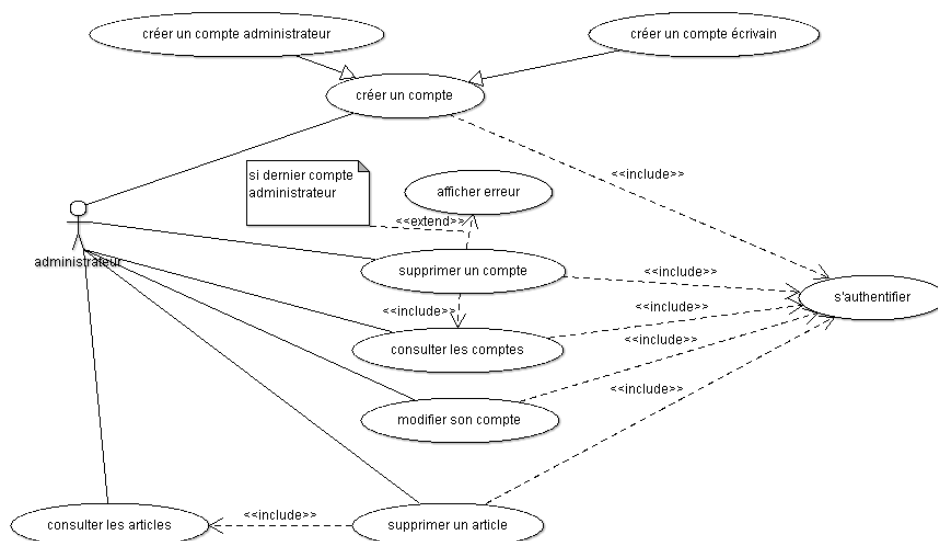 créer un compte administrateur
créer un compte écrivain
créer un compte
si dernier compte
administrateur
afficher erreur
<<include>>
<<extend>>
administrateur
supprimer un compte
<<include>>
s'authentifier
<<include>>
<<include>>
consulter les comptes
<<include>>
modifier son compte
<<include>>
consulter les articles
<<include>>
supprimer un article